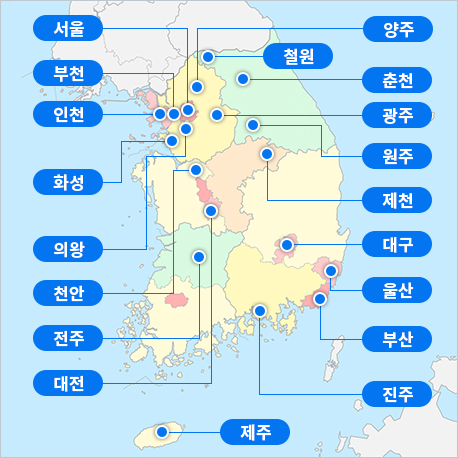 서울
양주
철원
부천
춘천
인천
광주
원주
화성
제천
의왕
대구
천안
울산
전주
부산
대전
진주
제주